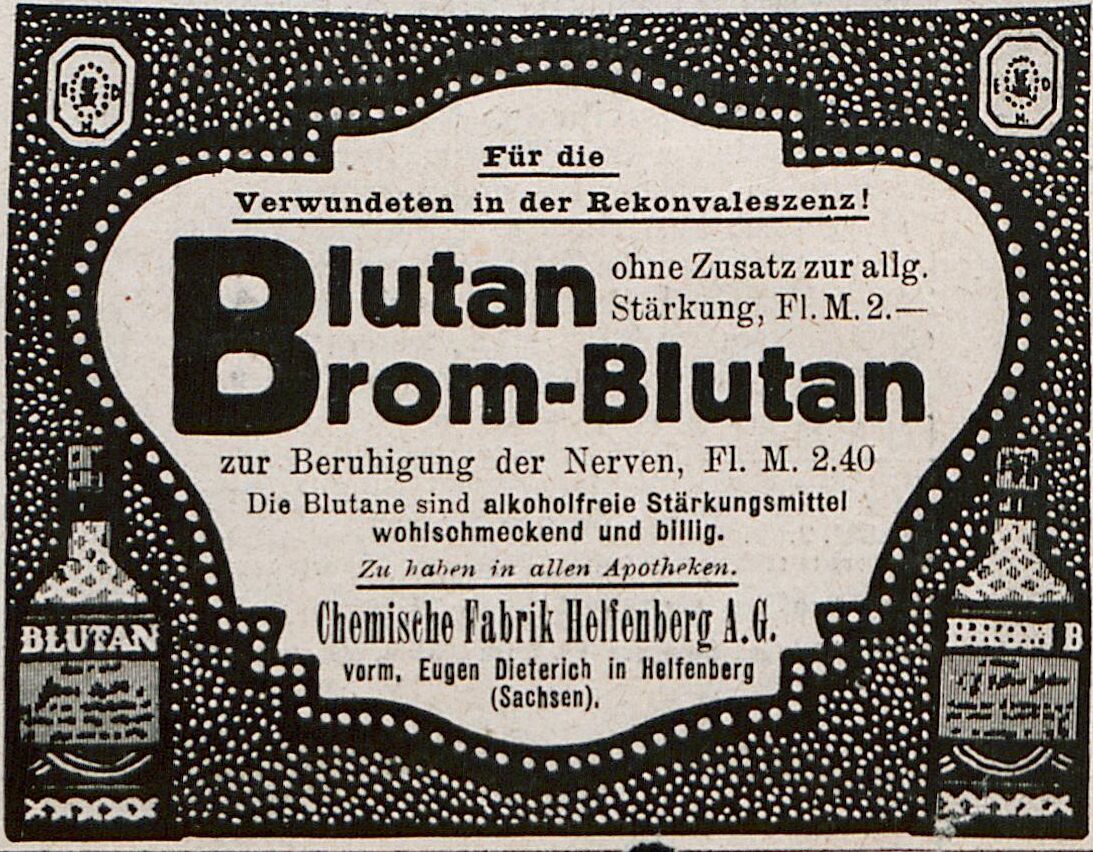 E D
H.
E D
H.
Für die
Verwundeten in der Rekonvaleszenz!
Blutan ohne Zusatz zur allg.
Stärkung, Fl. M. 2.—
Brom-Blutan
zur Beruhigung der Nerven, Fl. M. 2.40
Die Blutane sind alkoholfreie Stärkungsmittel
wohlschmeckend und billig.
Zu haben in allen Apotheken.
Chemische Fabrik Helfenberg A.G.
vorm. Eugen Dieterich in Helfenberg
(Sachsen).
BLUTAN
B